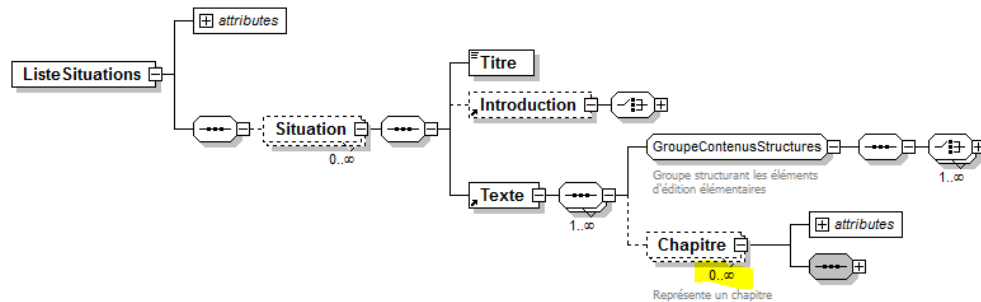 attributes
Titre
ListeSituations
Introduction
Situation
0..∞
GroupeContenusStructures
Groupe structurant les éléments
d'édition élémentaires
1..∞
Texte
1..∞
attributes
Chapitre
0..∞
Représente un chapitre